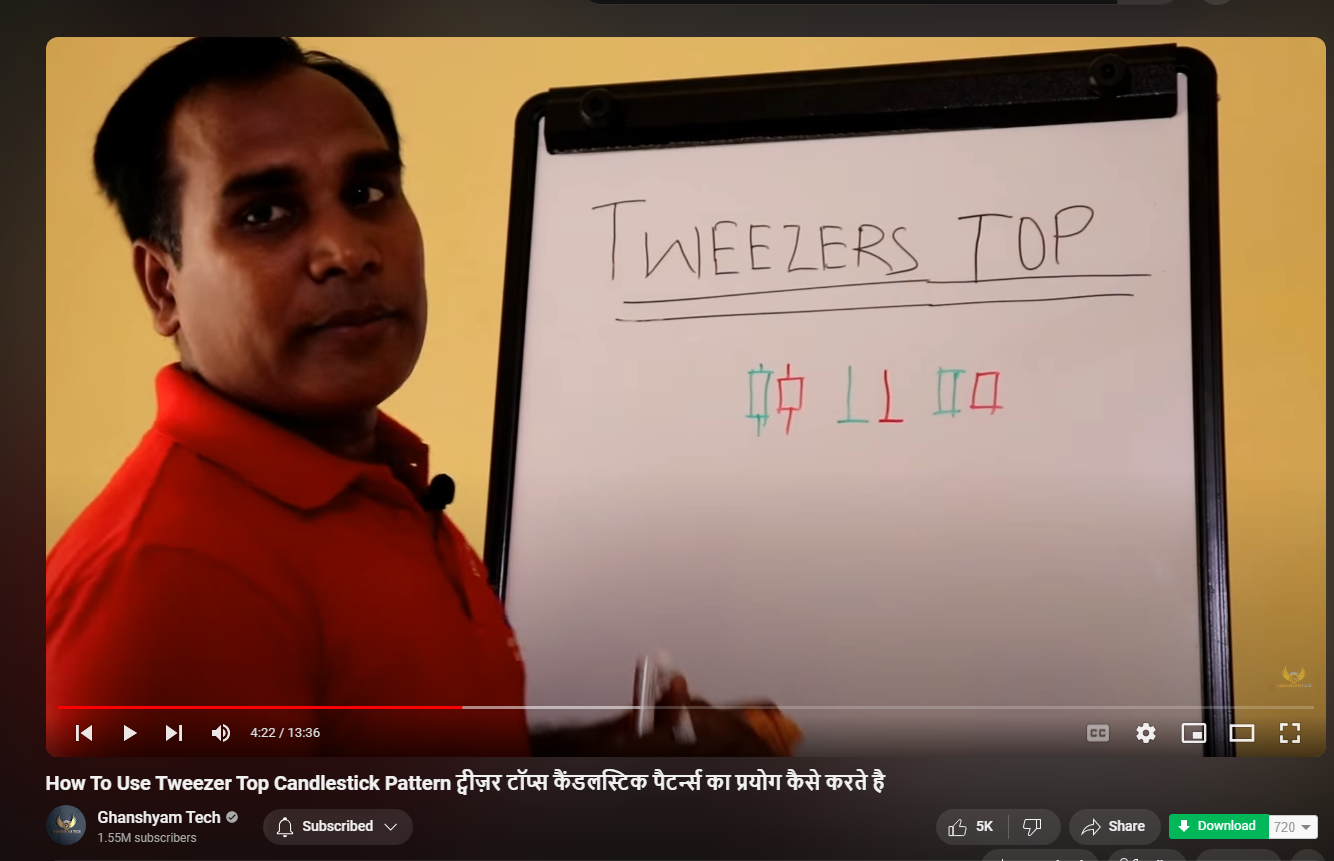 TWEEZERS TOP
4:22 / 13:36
CC
How To Use Tweezer Top Candlestick Pattern ट्वीज़र टॉप्स कैंडलस्टिक पैटर्न्स का प्रयोग कैसे करते है
Ghanshyam Tech
1.55M subscribers
Subscribed
5K
Share
Download
720